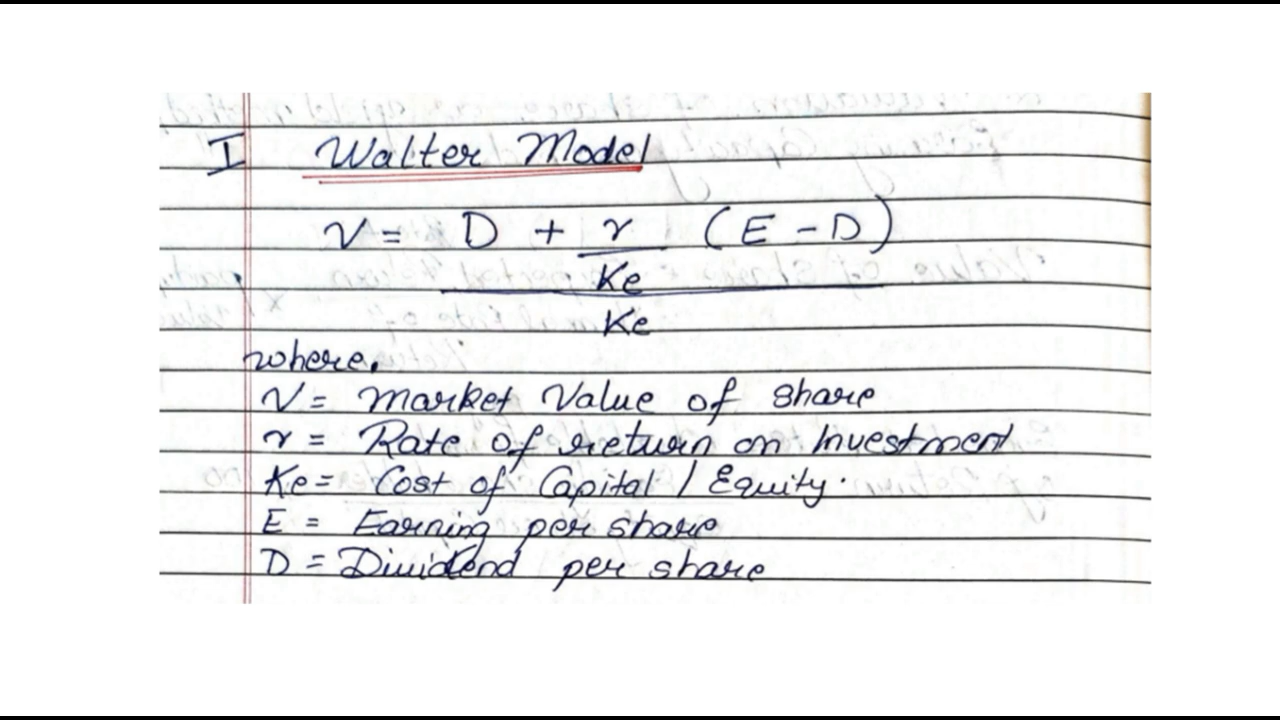 I Walter Model
V = D + r (E - D)
Ke
Ke
where.
V = Market Value of share
r = Rate of return on Investment
Ke = Cost of Capital / Equity.
E = Earning per share
D = Dividend per share